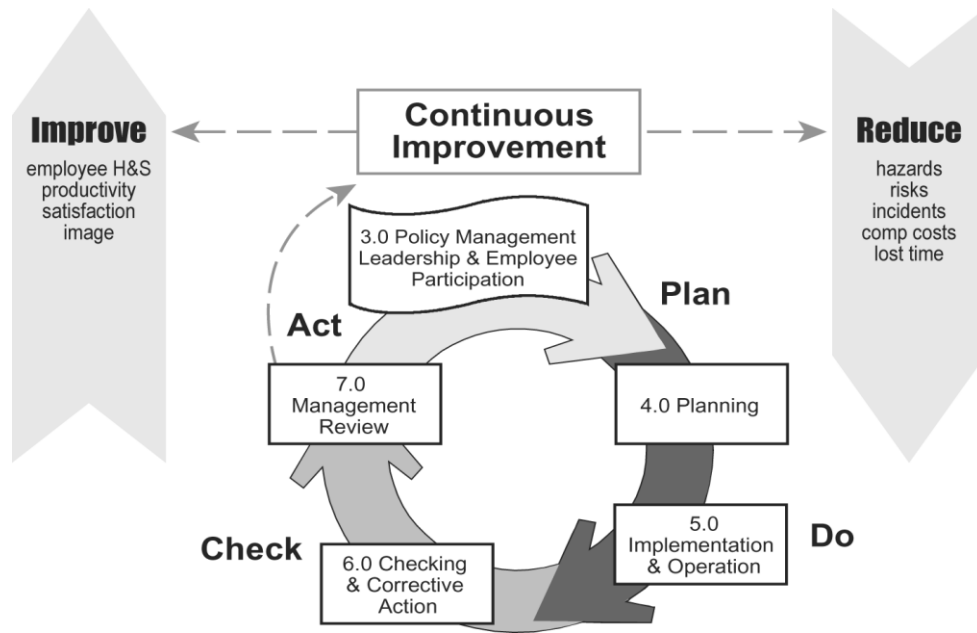 Improve
employee H&S
productivity
satisfaction
image
Continuous
Improvement
Reduce
hazards
risks
incidents
comp costs
lost time
3.0 Policy Management
Leadership & Employee
Participation
Plan
Act
7.0
Management
Review
4.0 Planning
Check
6.0 Checking
& Corrective
Action
5.0
Implementation
& Operation
Do